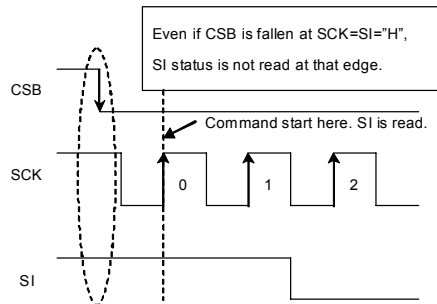 Even if CSB is fallen at SCK=SI="H",
SI status is not read at that edge.
CSB
Command start here. SI is read.
SCK
0 1 2
SI